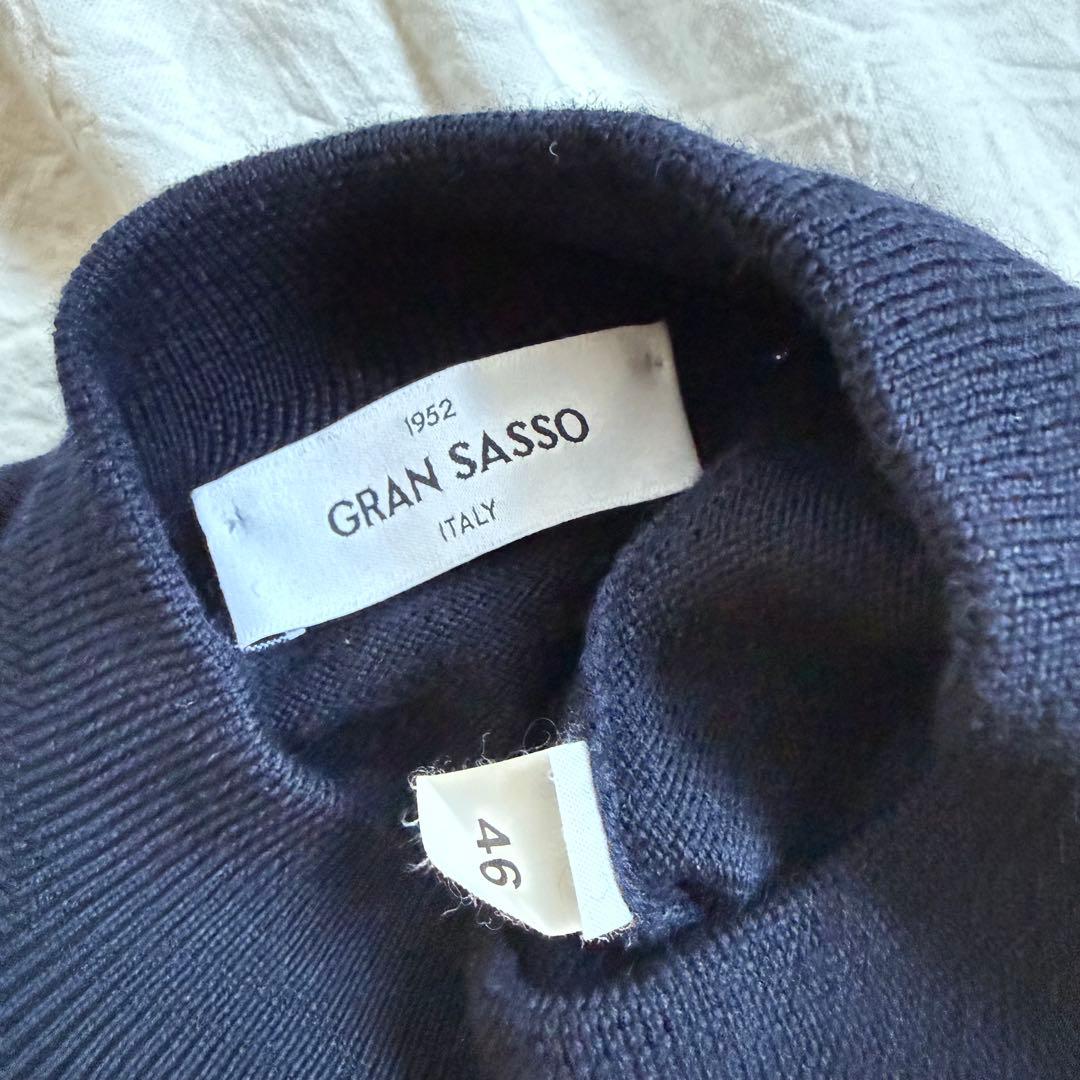 1952
GRAN SASSO
ITALY
46